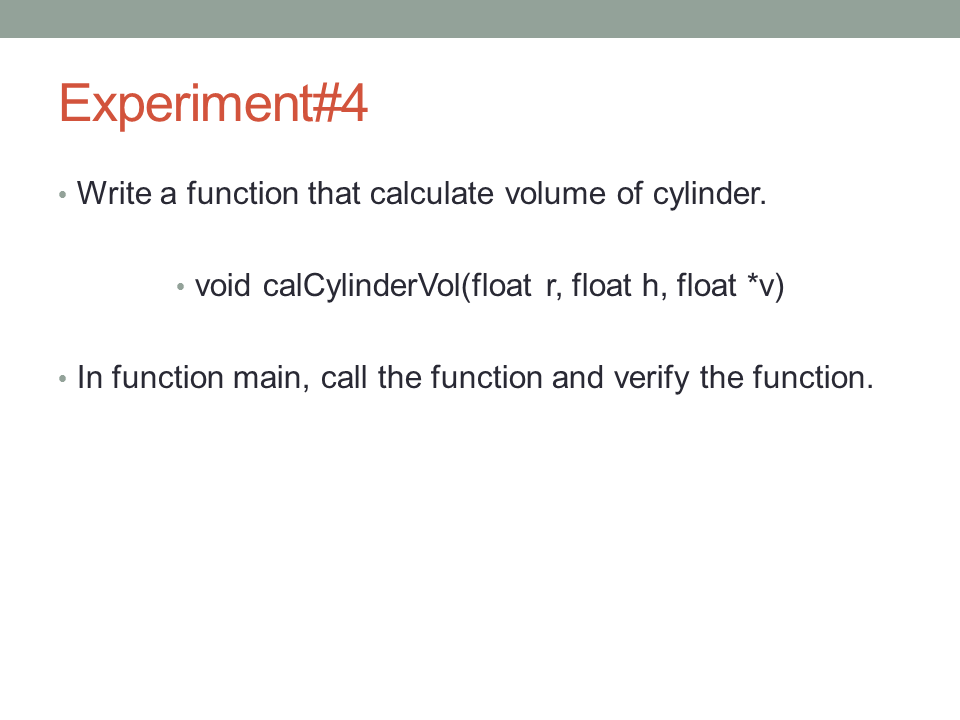 Experiment#4
• Write a function that calculate volume of cylinder.
• void calCylinderVol(float r, float h, float *v)
• In function main, call the function and verify the function.